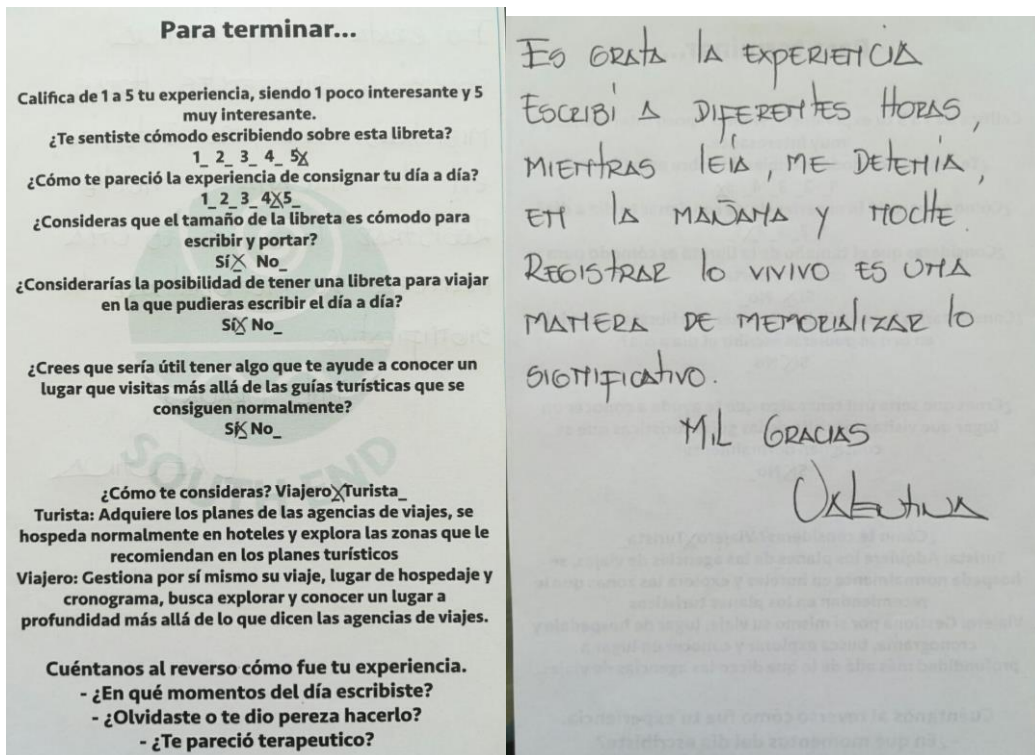 Para terminar...
Califica de 1 a 5 tu experiencia, siendo 1 poco interesante y 5
muy interesante.
¿Te sentiste cómodo escribiendo sobre esta libreta?
1_ 2_ 3_ 4_ 5X
¿Cómo te pareció la experiencia de consignar tu día a día?
1_2_3_4X5_
¿Consideras que el tamaño de la libreta es cómodo para
escribir y portar?
SíX No_
¿Considerarías la posibilidad de tener una libreta para viajar
en la que pudieras escribir el día a día?
SíX No_
¿Crees que sería útil tener algo que te ayude a conocer un
lugar que visitas más allá de las guías turísticas que se
consiguen normalmente?
SíX No_
SOUTH END
¿Cómo te consideras? ViajeroXTurista_
Turista: Adquiere los planes de las agencias de viajes, se
hospeda normalmente en hoteles y explora las zonas que le
recomiendan en los planes turísticos
Viajero: Gestiona por sí mismo su viaje, lugar de hospedaje y
cronograma, busca explorar y conocer un lugar a
profundidad más allá de lo que dicen las agencias de viajes.
Cuéntanos al reverso cómo fue tu experiencia.
- ¿En qué momentos del día escribiste?
- ¿Olvidaste o te dio pereza hacerlo?
- ¿Te pareció terapeutico?
ES GRATA LA EXPERIENCIA
ESCRIBÍ A DIFERENTES HORAS,
MIENTRAS LEÍA, ME DETENÍA,
EN LA MAÑANA Y NOCHE.
REGISTRAR LO VIVIVO ES UNA
MANERA DE MEMORIALIZAR LO
SIGNIFICATIVO.
MIL GRACIAS
Valentina